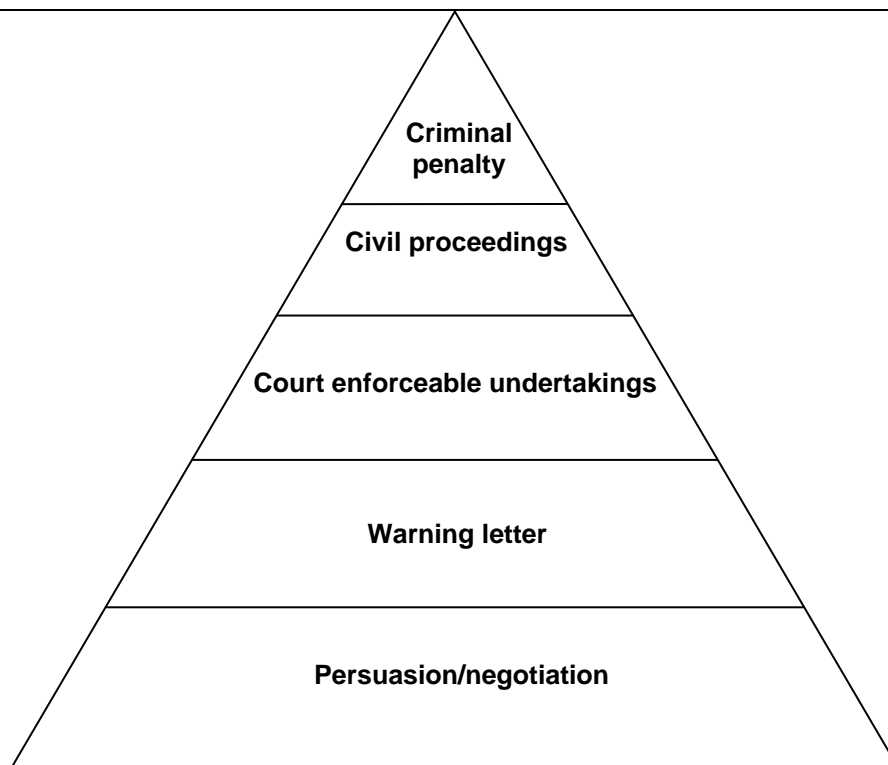 Criminal
penalty
Civil proceedings
Court enforceable undertakings
Warning letter
Persuasion/negotiation